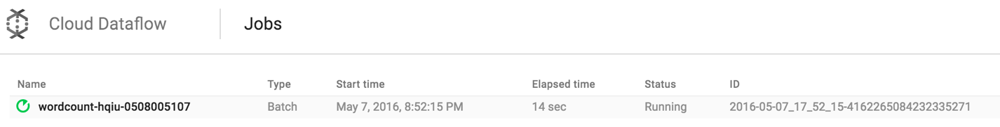 Cloud Dataflow Jobs
Name Type Start time Elapsed time Status ID
wordcount-hqiu-0508005107 Batch May 7, 2016, 8:52:15 PM 14 sec Running 2016-05-07_17_52_15-4162265084232335271